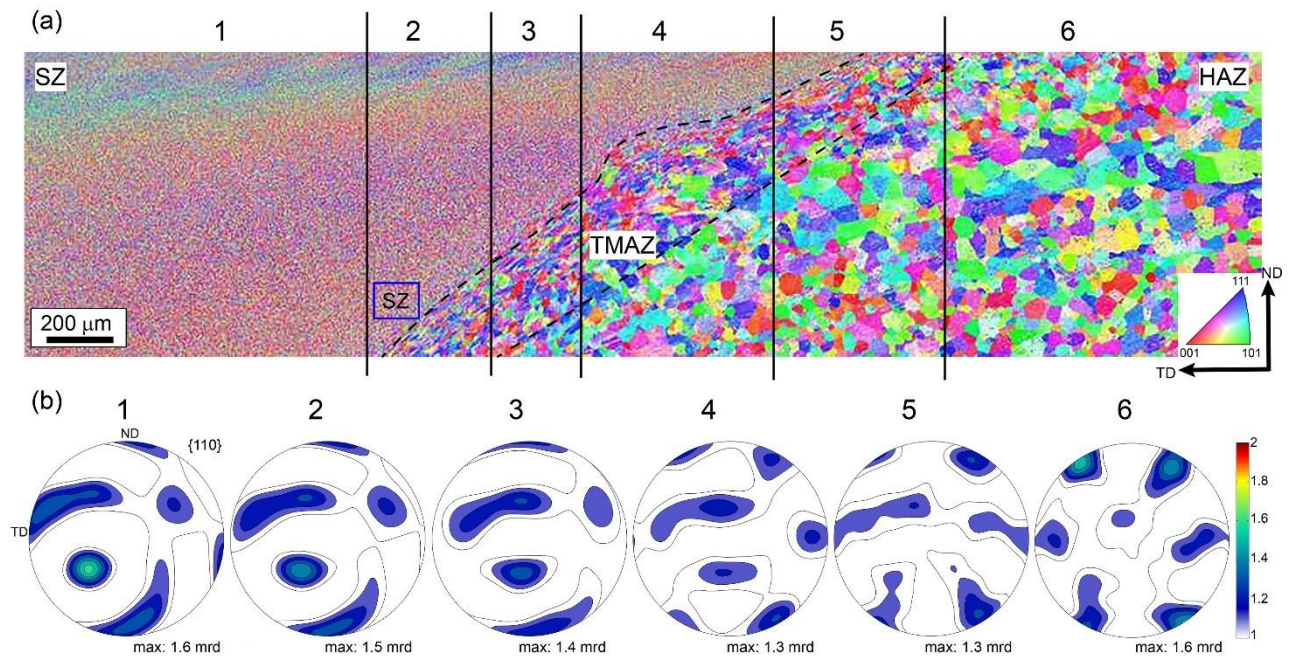 (a)
1 2 3 4 5 6
SZ
HAZ
TMAZ
SZ
200 μm
ND
111
001 101
TD
(b)
1 2 3 4 5 6
ND
{110}
TD
2
1.8
1.6
1.4
1.2
1
max: 1.6 mrd max: 1.5 mrd max: 1.4 mrd max: 1.3 mrd max: 1.3 mrd max: 1.6 mrd